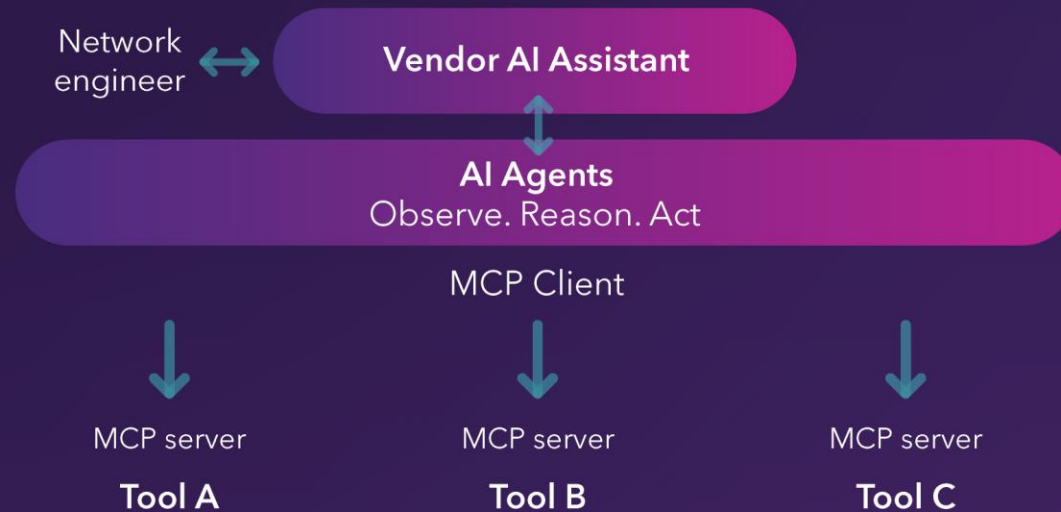 Network
engineer
Vendor AI Assistant
AI Agents
Observe. Reason. Act
MCP Client
MCP server
MCP server
MCP server
Tool A
Tool B
Tool C